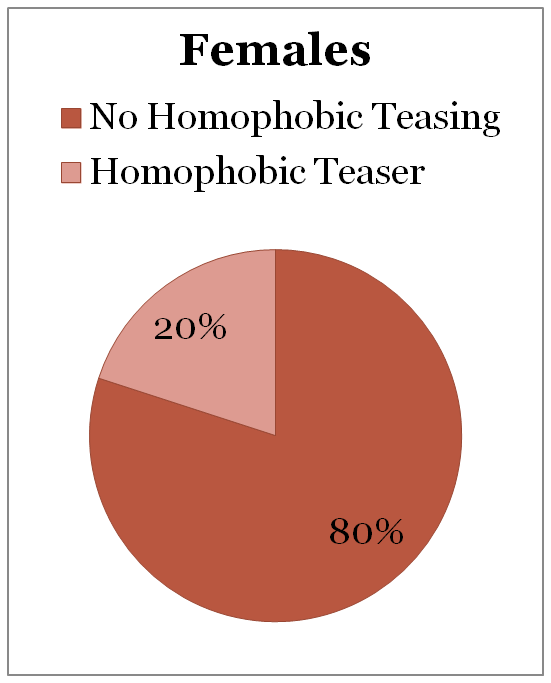 Females
No Homophobic Teasing
Homophobic Teaser
20%
80%